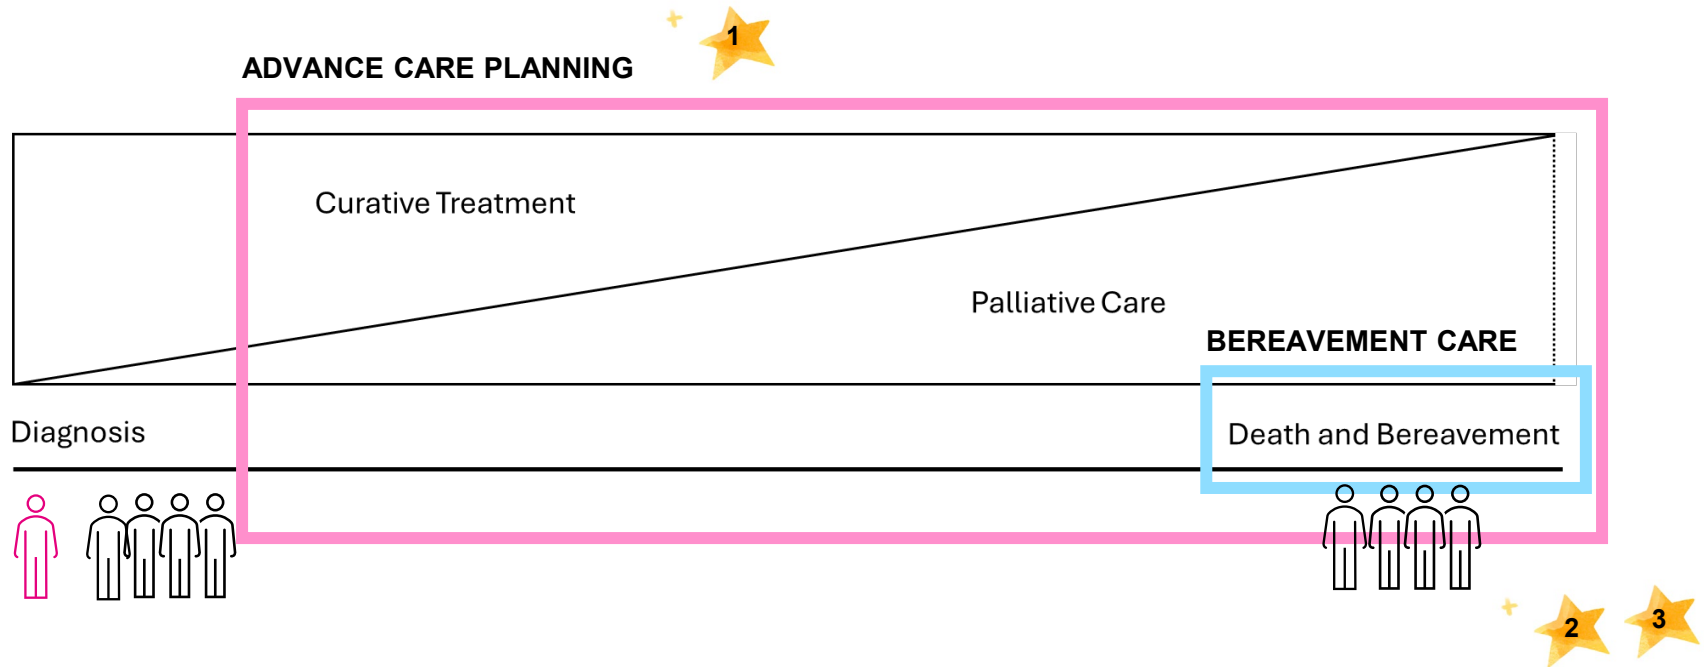 1
ADVANCE CARE PLANNING
Curative Treatment
Palliative Care
BEREAVEMENT CARE
Diagnosis
Death and Bereavement
2
3